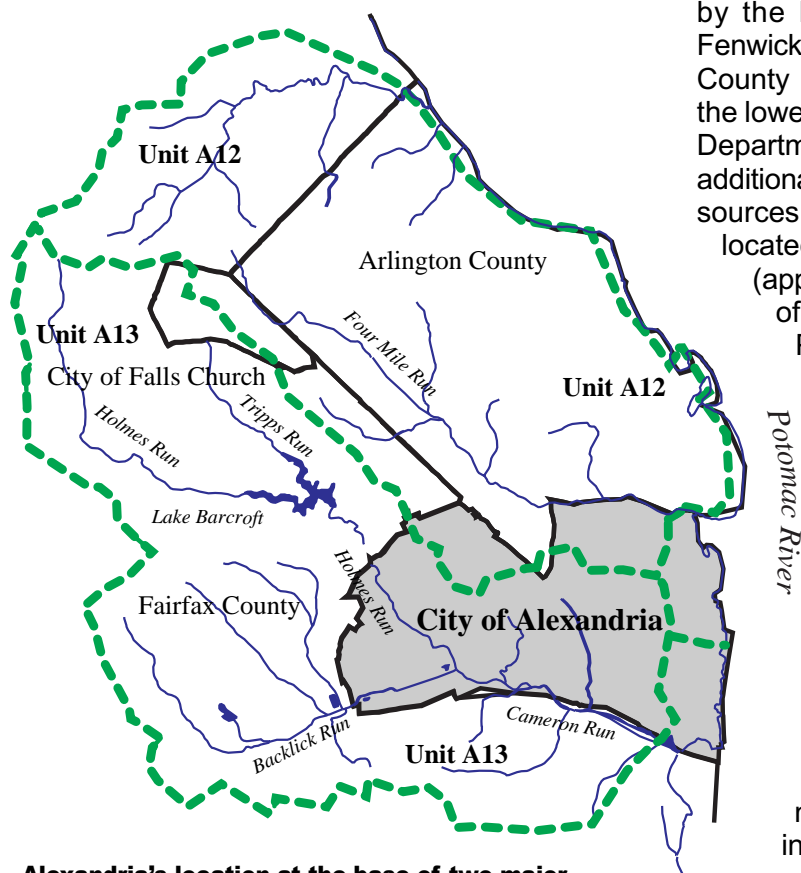 by the
Fenwick
County
the lowe
Departm
additiona
sources
located
(app
of
Unit A12
Arlington County
Unit A13
City of Falls Church
Four Mile Run
Unit A12
Tripps Run
Holmes Run
Potomac River
Lake Barcroft
Holmes Run
Fairfax County
City of Alexandria
Cameron Run
Backlick Run
Unit A13
in
Alexandria's location at the base of two major